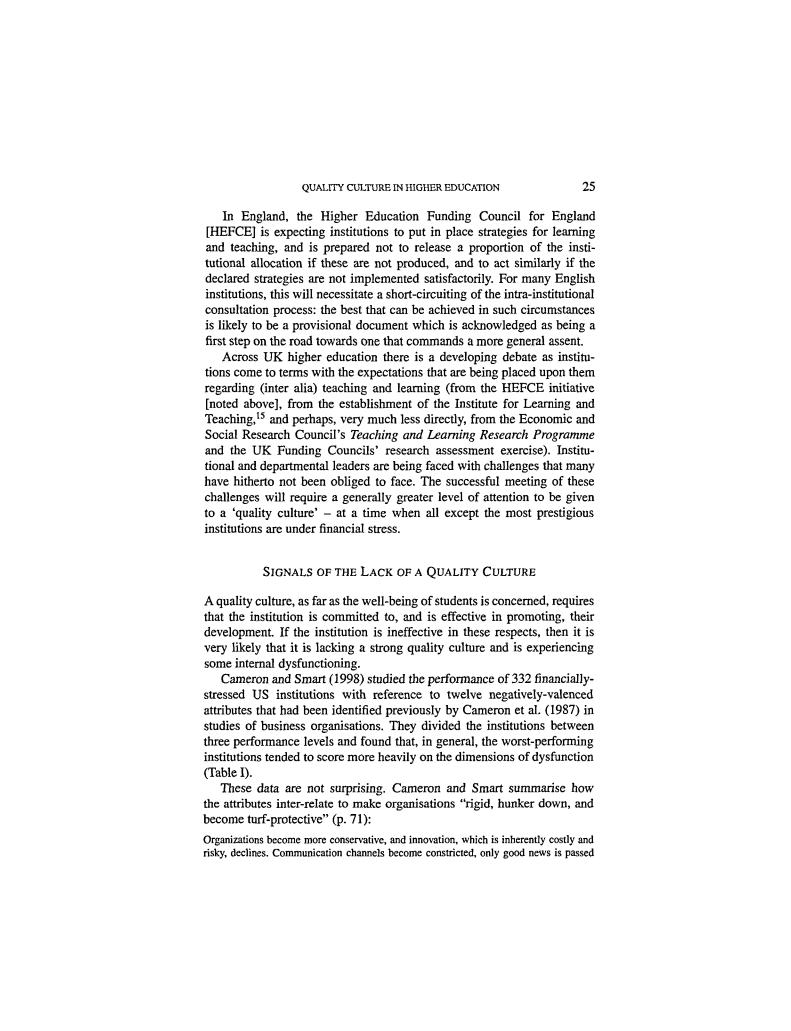 QUALITY CULTURE IN HIGHER EDUCATION 25
In England, the Higher Education Funding Council for England
[HEFCE] is expecting institutions to put in place strategies for learning
and teaching, and is prepared not to release a proportion of the insti-
tutional allocation if these are not produced, and to act similarly if the
declared strategies are not implemented satisfactorily. For many English
institutions, this will necessitate a short-circuiting of the intra-institutional
consultation process: the best that can be achieved in such circumstances
is likely to be a provisional document which is acknowledged as being a
first step on the road towards one that commands a more general assent.
Across UK higher education there is a developing debate as institu-
tions come to terms with the expectations that are being placed upon them
regarding (inter alia) teaching and learning (from the HEFCE initiative
[noted above], from the establishment of the Institute for Learning and
Teaching,15 and perhaps, very much less directly, from the Economic and
Social Research Council's Teaching and Learning Research Programme
and the UK Funding Councils' research assessment exercise). Institu-
tional and departmental leaders are being faced with challenges that many
have hitherto not been obliged to face. The successful meeting of these
challenges will require a generally greater level of attention to be given
to a 'quality culture' – at a time when all except the most prestigious
institutions are under financial stress.
SIGNALS OF THE LACK OF A QUALITY CULTURE
A quality culture, as far as the well-being of students is concerned, requires
that the institution is committed to, and is effective in promoting, their
development. If the institution is ineffective in these respects, then it is
very likely that it is lacking a strong quality culture and is experiencing
some internal dysfunctioning.
Cameron and Smart (1998) studied the performance of 332 financially-
stressed US institutions with reference to twelve negatively-valenced
attributes that had been identified previously by Cameron et al. (1987) in
studies of business organisations. They divided the institutions between
three performance levels and found that, in general, the worst-performing
institutions tended to score more heavily on the dimensions of dysfunction
(Table I).
These data are not surprising. Cameron and Smart summarise how
the attributes inter-relate to make organisations "rigid, hunker down, and
become turf-protective" (p. 71):
Organizations become more conservative, and innovation, which is inherently costly and
risky, declines. Communication channels become constricted, only good news is passed